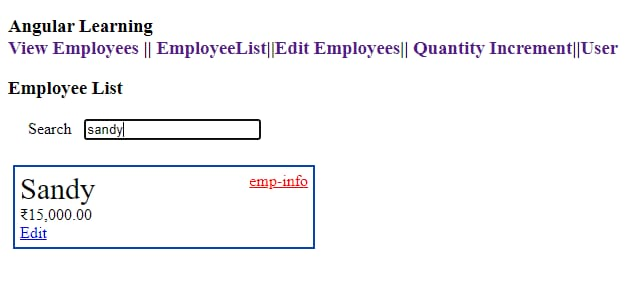 Angular Learning
View Employees || EmployeeList||Edit Employees|| Quantity Increment||User
Employee List
Search sandy
Sandy emp-info
₹15,000.00
Edit